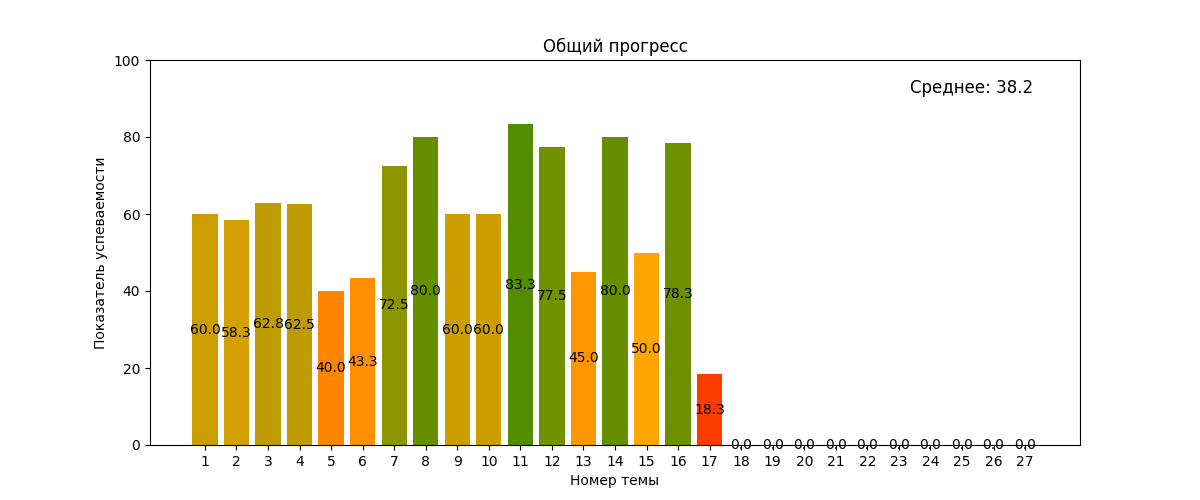 Общий прогресс
Среднее: 38.2
Показатель успеваемости
100
80
60
40
20
0
60.0 58.3 62.8 62.5 40.0 43.3 72.5 80.0 60.0 60.0 83.3 77.5 45.0 80.0 50.0 78.3 18.3 0.0 0.0 0.0 0.0 0.0 0.0 0.0 0.0 0.0 0.0
1 2 3 4 5 6 7 8 9 10 11 12 13 14 15 16 17 18 19 20 21 22 23 24 25 26 27
Номер темы